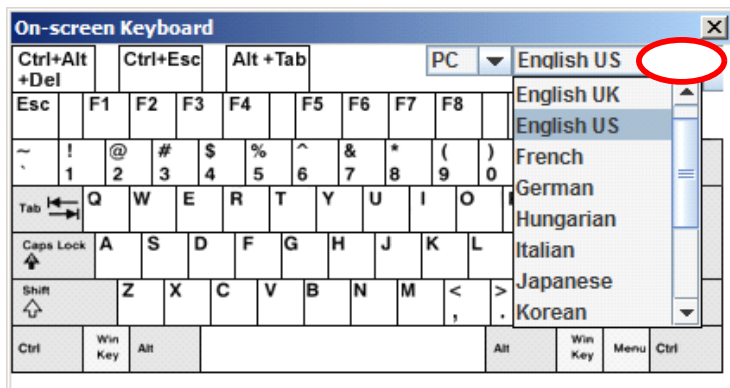 On-screen Keyboard
Ctrl+Alt +Del Ctrl+Esc Alt +Tab PC English US
Esc F1 F2 F3 F4 F5 F6 F7 F8
~ ! @ # $ % ^ & * ( )
` 1 2 3 4 5 6 7 8 9 0
Tab Q W E R T Y U I O
Caps Lock A S D F G H J K L
Shift Z X C V B N M < >
, .
Ctrl Win Key Alt Alt Win Key Menu Ctrl
English UK
English US
French
German
Hungarian
Italian
Japanese
Korean